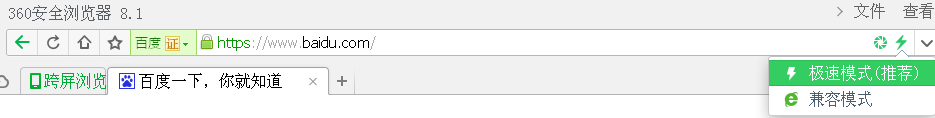 360安全浏览器 8.1
文件 查看
百度 证 https://www.baidu.com/
跨屏浏览 百度一下，你就知道
极速模式(推荐)
兼容模式